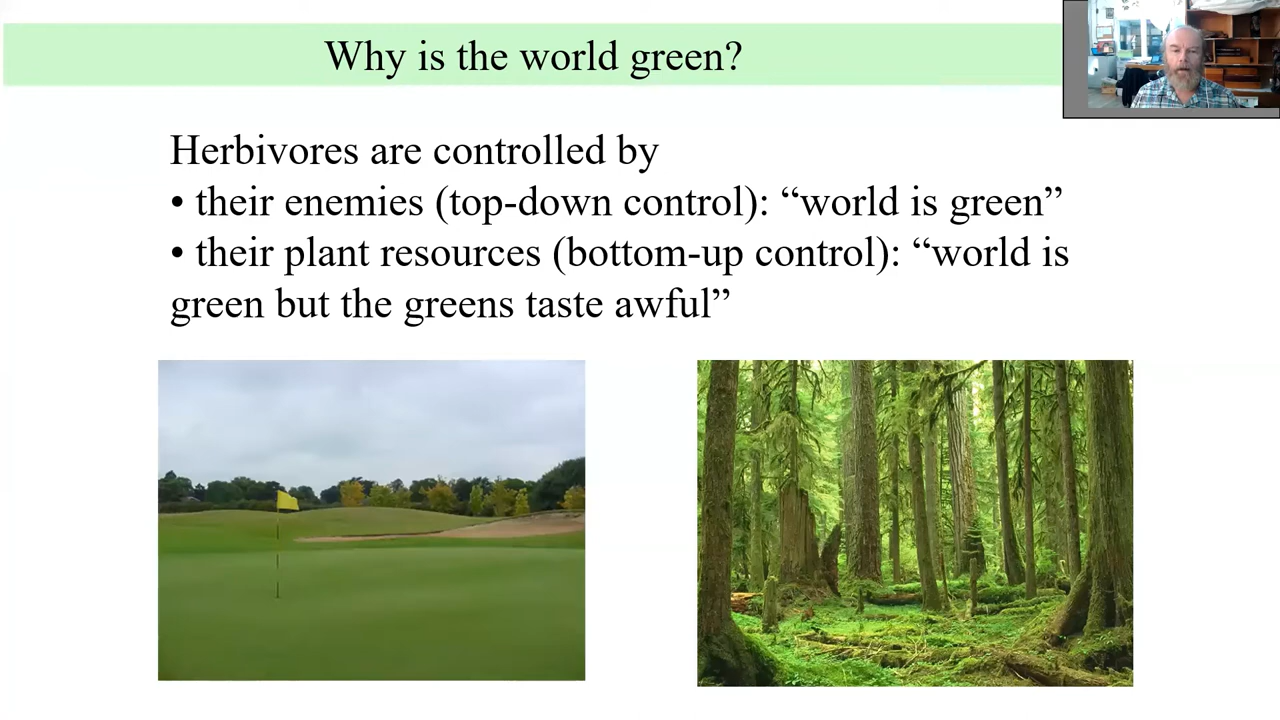 Why is the world green?
Herbivores are controlled by
• their enemies (top-down control): “world is green”
• their plant resources (bottom-up control): “world is
green but the greens taste awful”